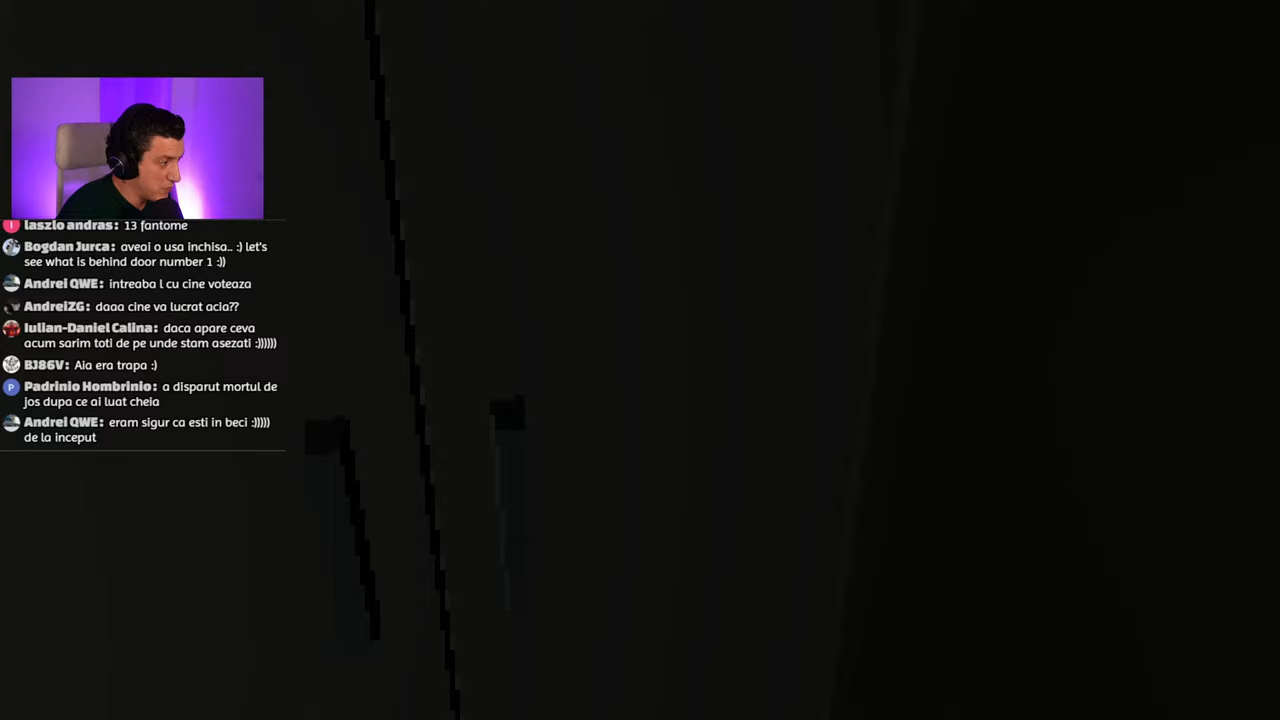 laszlo andras: 13 fantome
Bogdan Jurca: aveai o usa inchisa.. :) let's
see what is behind door number 1 :))
Andrei QWE: intreaba l cu cine voteaza
AndreiZG: daaa cine va lucrat acia??
Iulian-Daniel Calina: daca apare ceva
acum sarim toti de pe unde stam asezati :))))))
BJ86V: Aia era trapa :)
P Padrinio Hombrinio: a disparut mortul de
jos dupa ce ai luat cheia
Andrei QWE: eram sigur ca esti in beci :)))))
de la inceput